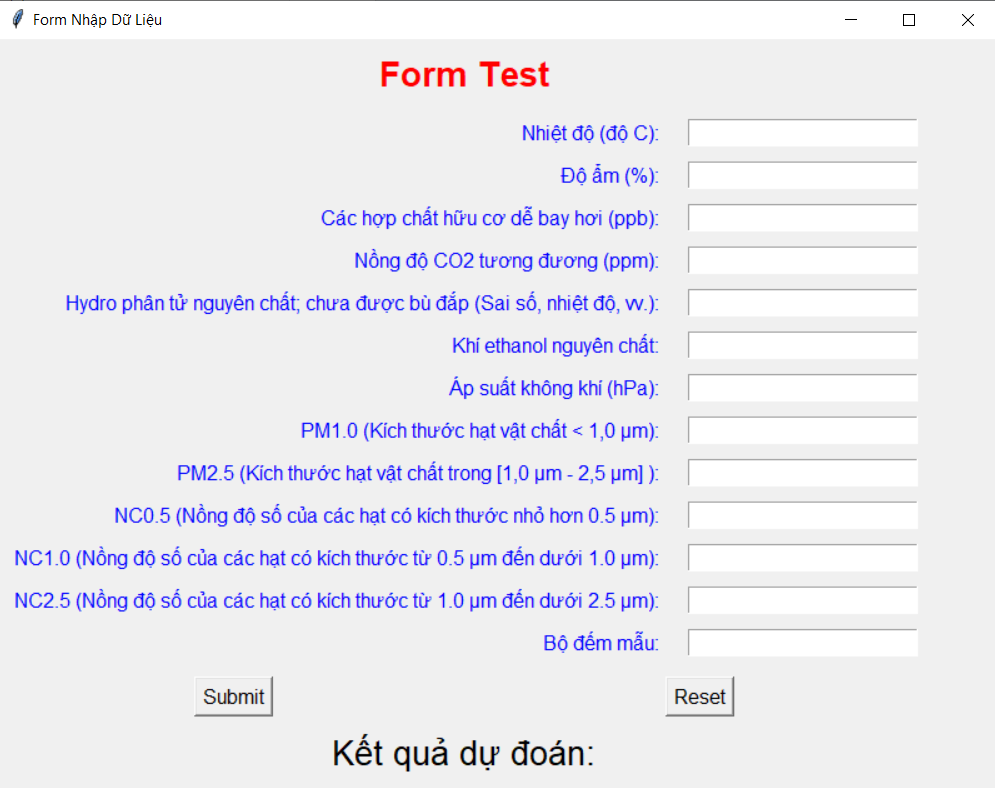 Form Nhập Dữ Liệu
Form Test
Nhiệt độ (độ C):
Độ ẩm (%):
Các hợp chất hữu cơ dễ bay hơi (ppb):
Nồng độ CO2 tương đương (ppm):
Hydro phân tử nguyên chất; chưa được bù đắp (Sai số, nhiệt độ, vv.):
Khí ethanol nguyên chất:
Áp suất không khí (hPa):
PM1.0 (Kích thước hạt vật chất < 1,0 µm):
PM2.5 (Kích thước hạt vật chất trong [1,0 µm - 2,5 µm] ):
NC0.5 (Nồng độ số của các hạt có kích thước nhỏ hơn 0.5 µm):
NC1.0 (Nồng độ số của các hạt có kích thước từ 0.5 µm đến dưới 1.0 µm):
NC2.5 (Nồng độ số của các hạt có kích thước từ 1.0 µm đến dưới 2.5 µm):
Bộ đếm mẫu:
Submit Reset
Kết quả dự đoán: